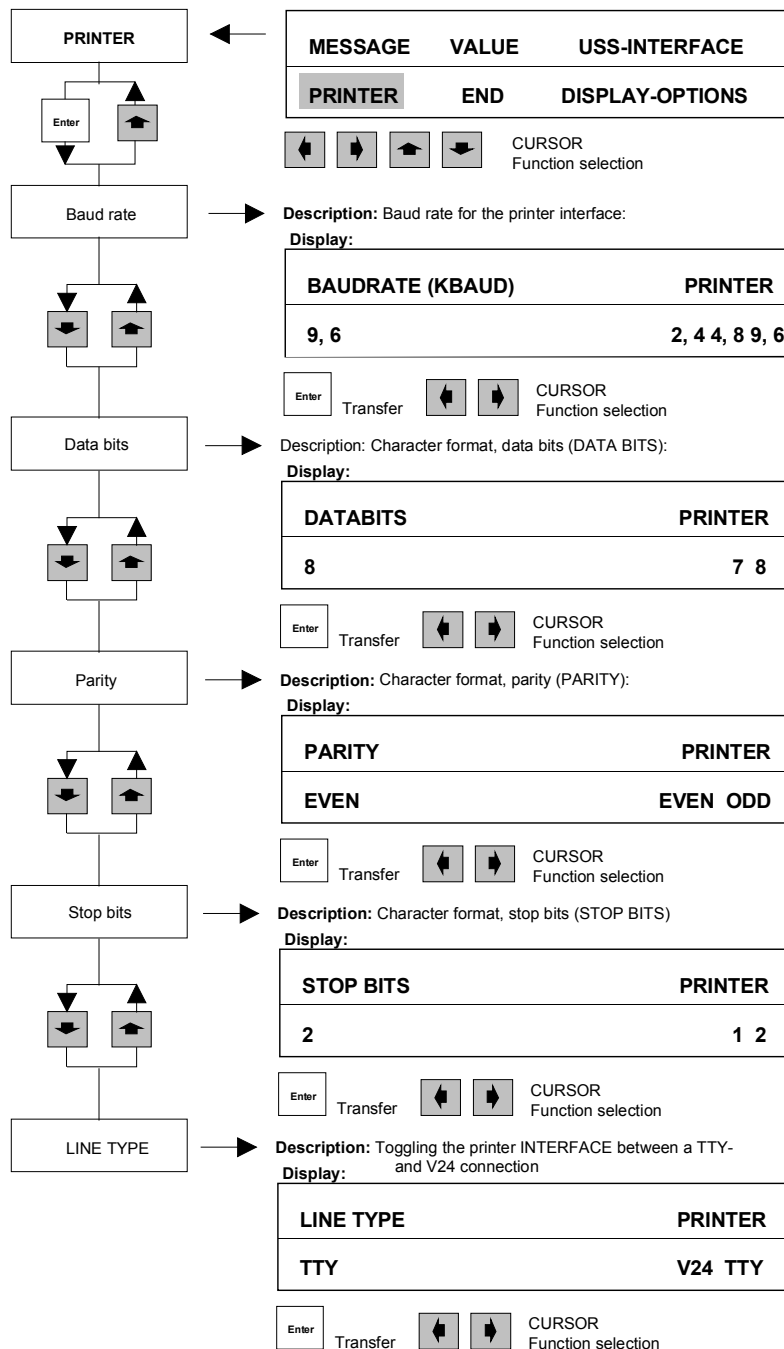 PRINTER
MESSAGE VALUE USS-INTERFACE
PRINTER END DISPLAY-OPTIONS
Enter
CURSOR
Function selection
Baud rate
Description: Baud rate for the printer interface:
Display:
BAUDRATE (KBAUD) PRINTER
9, 6 2, 4 4, 8 9, 6
Enter Transfer CURSOR
Function selection
Data bits
Description: Character format, data bits (DATA BITS):
Display:
DATABITS PRINTER
8 7 8
Enter Transfer CURSOR
Function selection
Parity
Description: Character format, parity (PARITY):
Display:
PARITY PRINTER
EVEN EVEN ODD
Enter Transfer CURSOR
Function selection
Stop bits
Description: Character format, stop bits (STOP BITS)
Display:
STOP BITS PRINTER
2 1 2
Enter Transfer CURSOR
Function selection
LINE TYPE
Description: Toggling the printer INTERFACE between a TTY-
and V24 connection
Display:
LINE TYPE PRINTER
TTY V24 TTY
Enter Transfer CURSOR
Function selection